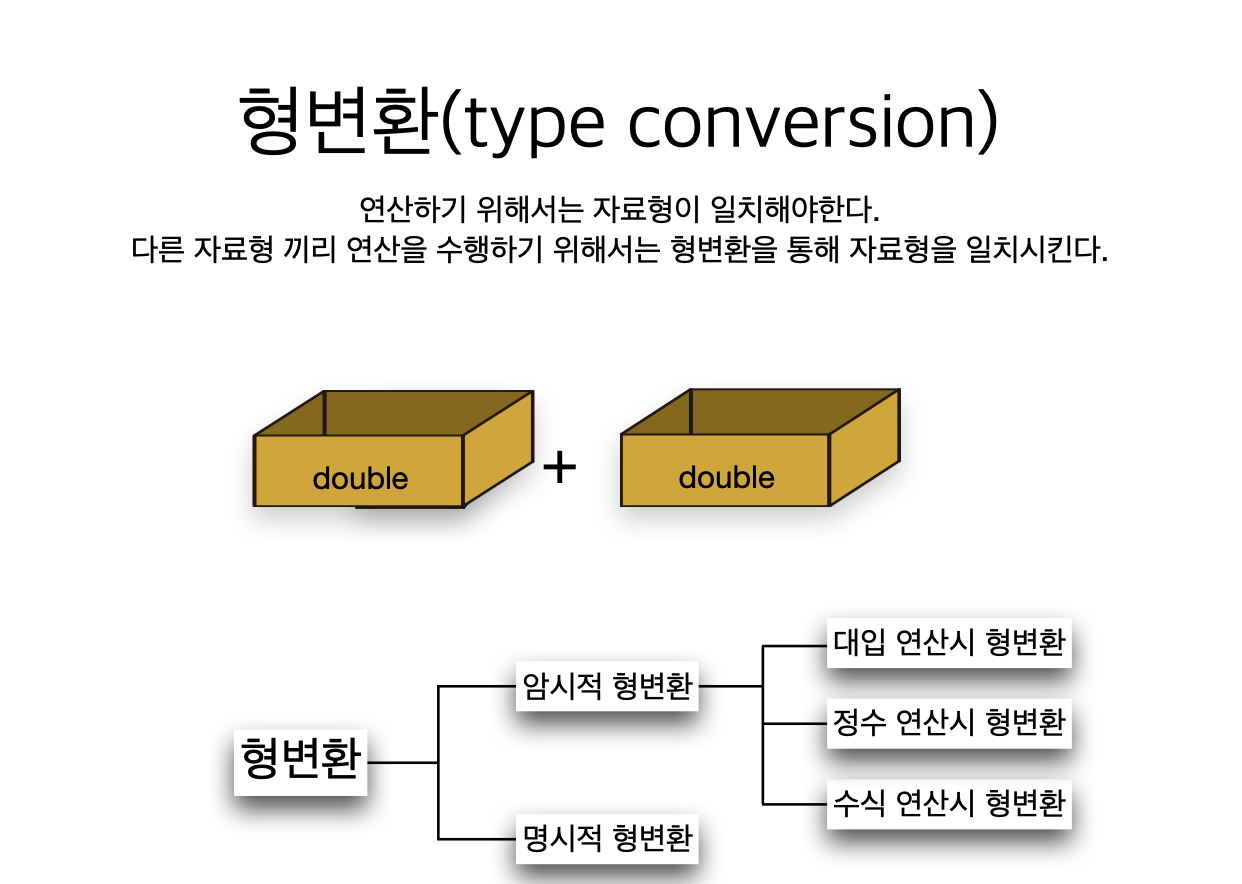 형변환(type conversion)
연산하기 위해서는 자료형이 일치해야한다.
다른 자료형 끼리 연산을 수행하기 위해서는 형변환을 통해 자료형을 일치시킨다.
double + double
대입 연산시 형변환
암시적 형변환
정수 연산시 형변환
형변환
수식 연산시 형변환
명시적 형변환